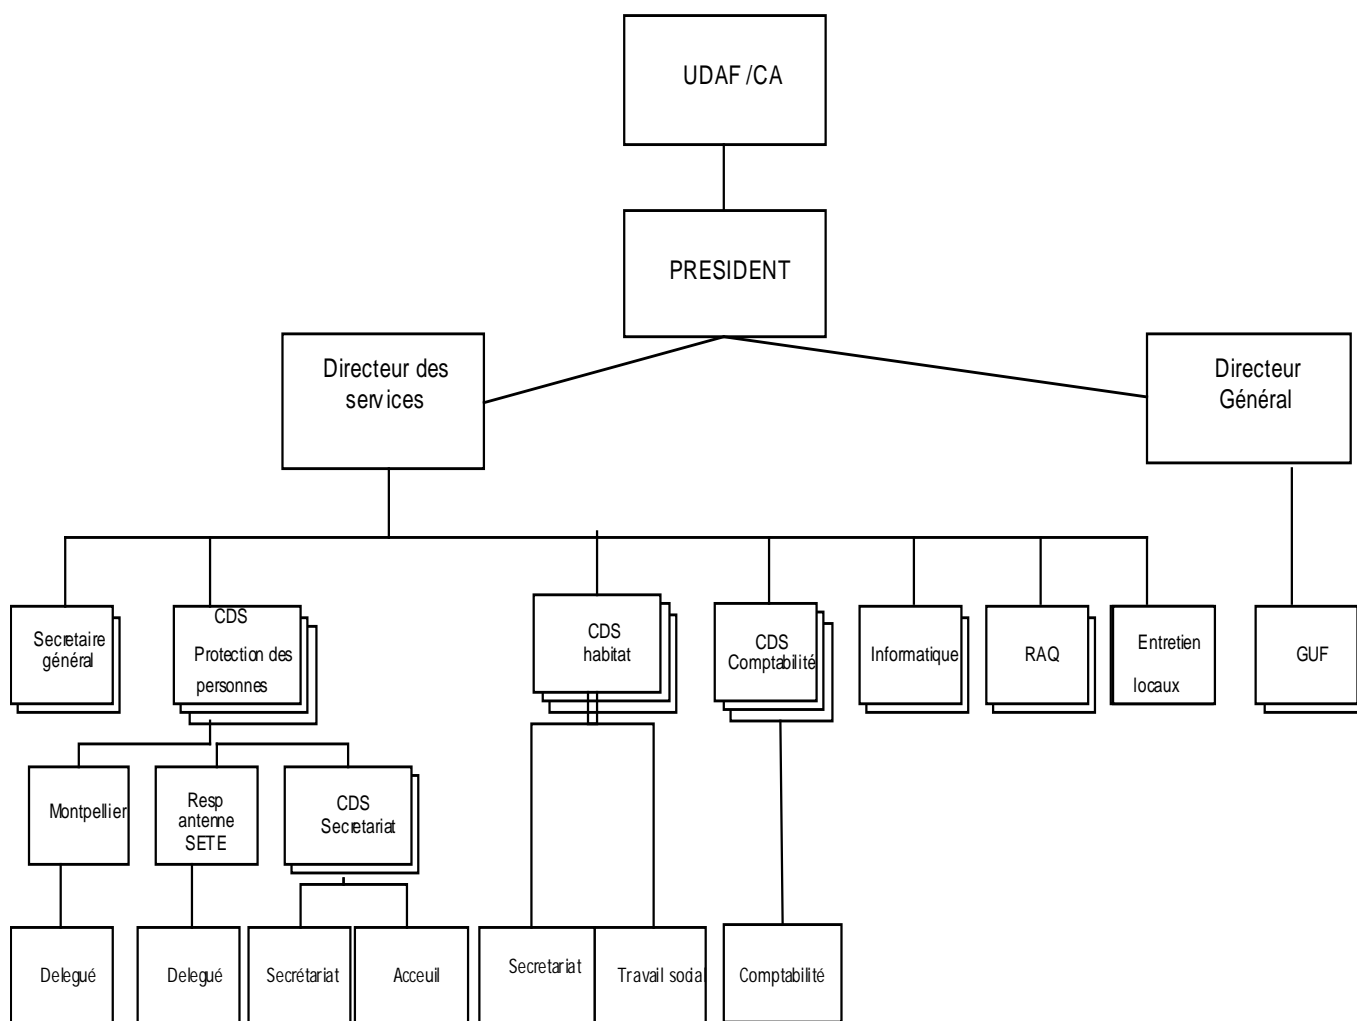 UDAF /CA
PRESIDENT
Directeur des
services
Directeur
Général
Secretaire
général
CDS
Protection des
personnes
CDS
habitat
CDS
Comptabilité
Informatique
RAQ
Entretien
locaux
GUF
Montpellier
Resp
antenne
SETE
CDS
Secretariat
Delegué
Delegué
Secrétariat
Acceuil
Secretariat
Travail social
Comptabilité